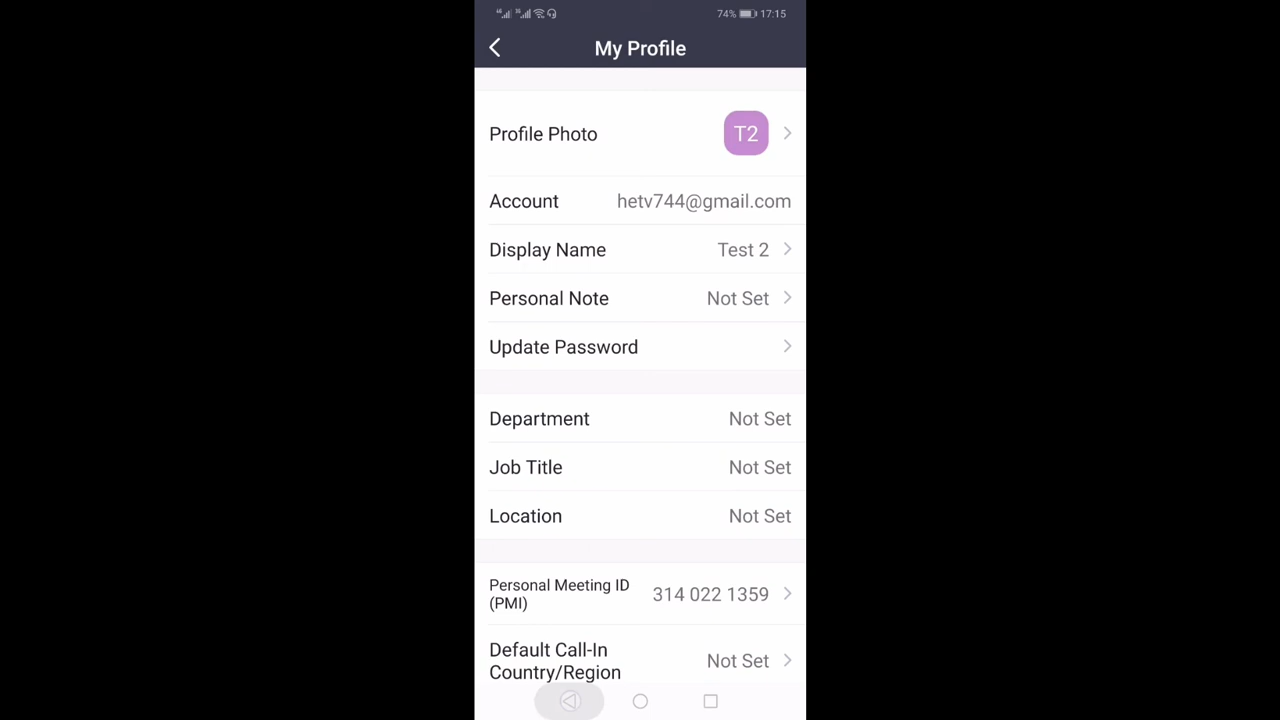 74% 17:15
My Profile
Profile Photo T2
Account hetv744@gmail.com
Display Name Test 2
Personal Note Not Set
Update Password
Department Not Set
Job Title Not Set
Location Not Set
Personal Meeting ID
(PMI) 314 022 1359
Default Call-In
Country/Region Not Set